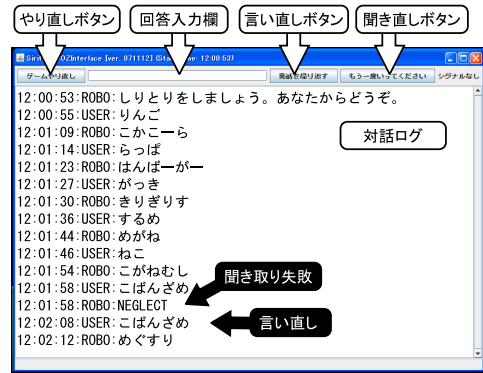 やり直しボタン
回答入力欄
言い直しボタン
聞き直しボタン
ゲームやり直し
発話を繰り返す
もう一度いってください
シグナルなし
12:00:53:ROBO:しりとりをしましょう。あなたからどうぞ。
12:00:55:USER:りんご
12:01:09:ROBO:こかこーら
12:01:14:USER:らっぱ
12:01:23:ROBO:はんばーがー
12:01:27:USER:がっき
12:01:30:ROBO:きりぎりす
12:01:36:USER:するめ
12:01:44:ROBO:めがね
12:01:46:USER:ねこ
12:01:54:ROBO:こがねむし
12:01:58:USER:こばんざめ
12:01:58:ROBO:NEGLECT
12:02:08:USER:こばんざめ
12:02:12:ROBO:めぐすり
対話ログ
聞き取り失敗
言い直し